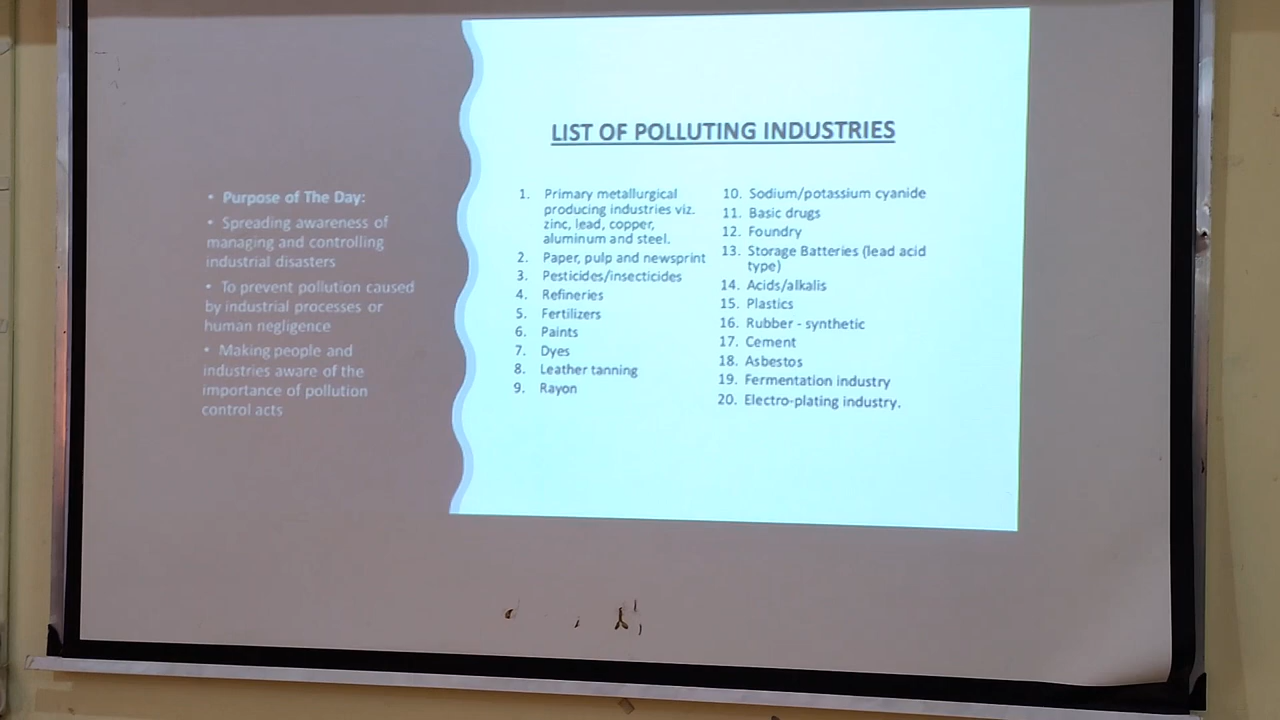 • Purpose of The Day:
• Spreading awareness of
managing and controlling
industrial disasters
• To prevent pollution caused
by industrial processes or
human negligence
• Making people and
industries aware of the
importance of pollution
control acts
LIST OF POLLUTING INDUSTRIES
1. Primary metallurgical
producing industries viz.
zinc, lead, copper,
aluminum and steel.
2. Paper, pulp and newsprint
3. Pesticides/insecticides
4. Refineries
5. Fertilizers
6. Paints
7. Dyes
8. Leather tanning
9. Rayon
10. Sodium/potassium cyanide
11. Basic drugs
12. Foundry
13. Storage Batteries (lead acid
type)
14. Acids/alkalis
15. Plastics
16. Rubber - synthetic
17. Cement
18. Asbestos
19. Fermentation industry
20. Electro-plating industry.